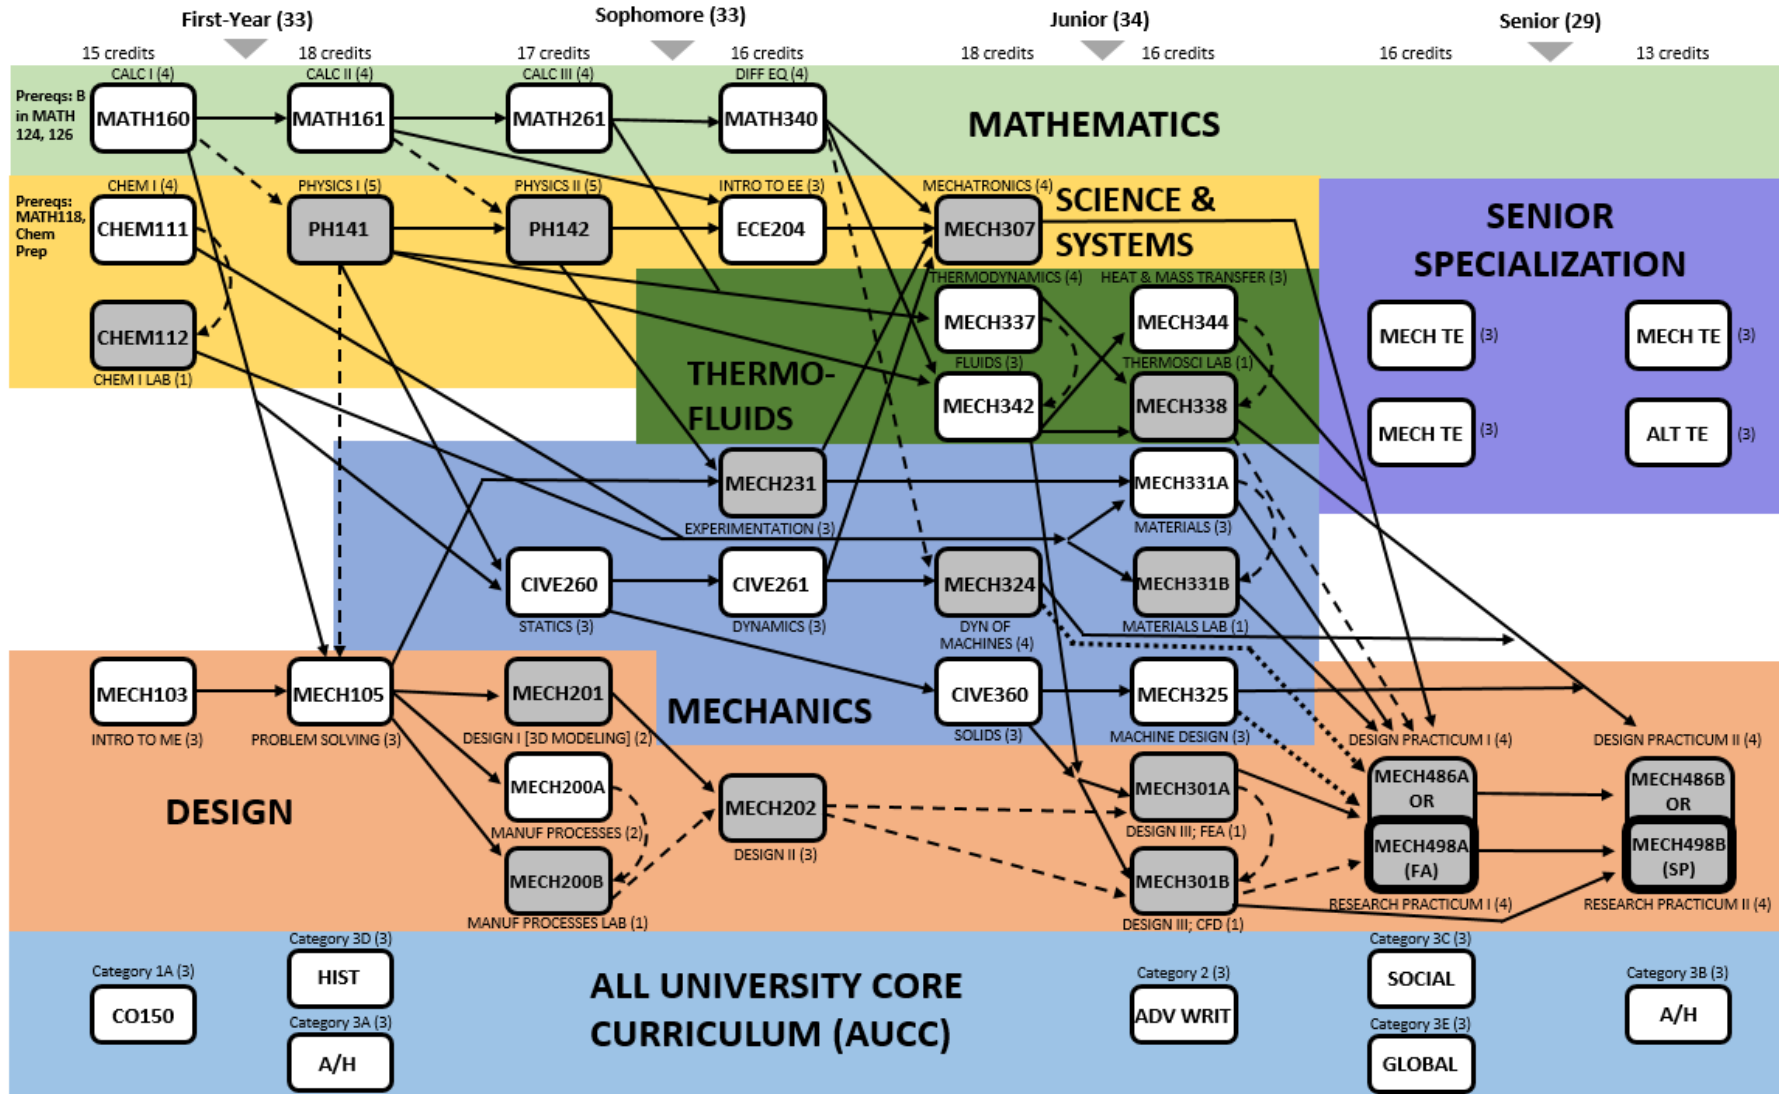 First-Year (33)
Sophomore (33)
Junior (34)
Senior (29)
15 credits
18 credits
17 credits
16 credits
18 credits
16 credits
16 credits
13 credits
CALC I (4)
CALC II (4)
CALC III (4)
DIFF EQ (4)
Prereqs: B
in MATH
124, 126
MATH160
MATH161
MATH261
MATH340
MATHEMATICS
CHEM I (4)
PHYSICS I (5)
PHYSICS II (5)
INTRO TO EE (3)
MECHATRONICS (4)
Prereqs:
MATH118,
Chem
Prep
CHEM111
PH141
PH142
ECE204
MECH307
SCIENCE &
SYSTEMS
SENIOR
SPECIALIZATION
THERMODYNAMICS (4)
HEAT & MASS TRANSFER (3)
CHEM112
CHEM I LAB (1)
MECH337
MECH344
MECH TE
(3)
MECH TE
(3)
THERMO-
FLUIDS
FLUIDS (3)
THERMOSCI LAB (1)
MECH342
MECH338
MECH TE
(3)
ALT TE
(3)
MECH231
EXPERIMENTATION (3)
MECH331A
MATERIALS (3)
CIVE260
STATICS (3)
CIVE261
DYNAMICS (3)
MECH324
DYN OF
MACHINES (4)
MECH331B
MATERIALS LAB (1)
MECH103
INTRO TO ME (3)
MECH105
PROBLEM SOLVING (3)
MECH201
DESIGN I [3D MODELING] (2)
MECHANICS
CIVE360
SOLIDS (3)
MECH325
MACHINE DESIGN (3)
DESIGN PRACTICUM I (4)
DESIGN PRACTICUM II (4)
DESIGN
MECH200A
MANUF PROCESSES (2)
MECH202
DESIGN II (3)
MECH301A
DESIGN III; FEA (1)
MECH486A
OR
MECH498A
(FA)
RESEARCH PRACTICUM I (4)
MECH486B
OR
MECH498B
(SP)
RESEARCH PRACTICUM II (4)
MECH200B
MANUF PROCESSES LAB (1)
MECH301B
DESIGN III; CFD (1)
Category 1A (3)
CO150
Category 3D (3)
HIST
Category 3A (3)
A/H
ALL UNIVERSITY CORE
CURRICULUM (AUCC)
Category 2 (3)
ADV WRIT
Category 3C (3)
SOCIAL
Category 3E (3)
GLOBAL
Category 3B (3)
A/H